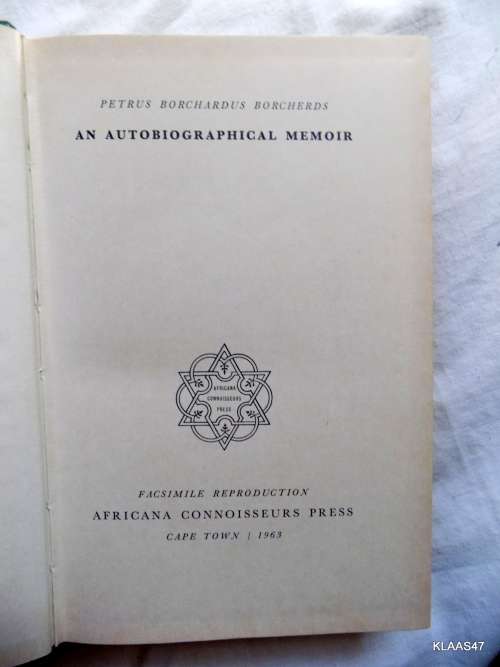 PETRUS BORCHARDUS BORCHERDS
AN AUTOBIOGRAPHICAL MEMOIR
AFRICANA
CONNOISSEURS
PRESS
FACSIMILE REPRODUCTION
AFRICANA CONNOISSEURS PRESS
CAPE TOWN | 1963
KLAAS47